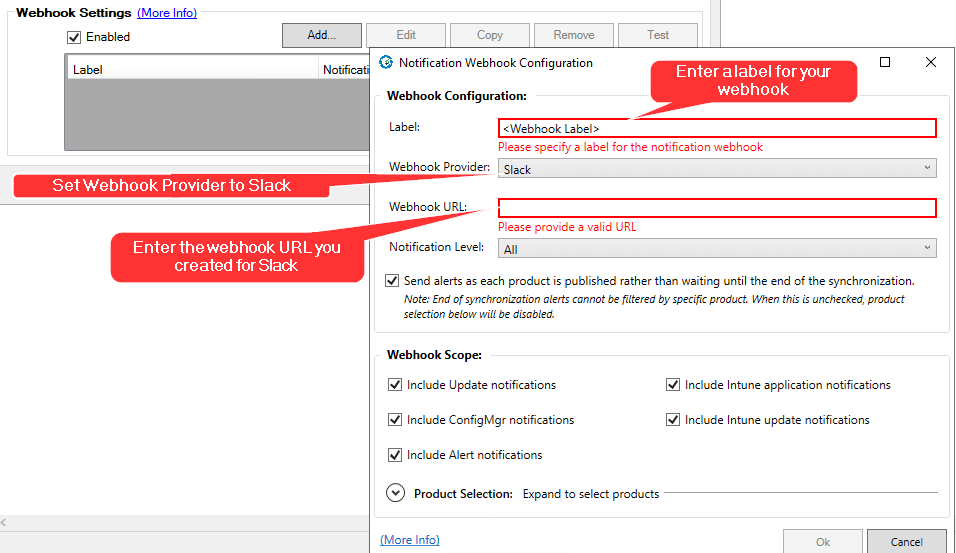 Webhook Settings (More Info)
Enabled
Add...
Edit
Copy
Remove
Test
Label
Notificati
Notification Webhook Configuration
Enter a label for your
webhook
Webhook Configuration:
Label:
<Webhook Label>
Please specify a label for the notification webhook
Webhook Provider:
Slack
Set Webhook Provider to Slack
Webhook URL:
Please provide a valid URL
Enter the webhook URL you
created for Slack
Notification Level:
All
Send alerts as each product is published rather than waiting until the end of the synchronization.
Note: End of synchronization alerts cannot be filtered by specific product. When this is unchecked, product
selection below will be disabled.
Webhook Scope:
Include Update notifications
Include Intune application notifications
Include ConfigMgr notifications
Include Intune update notifications
Include Alert notifications
Product Selection: Expand to select products
(More Info)
Ok
Cancel